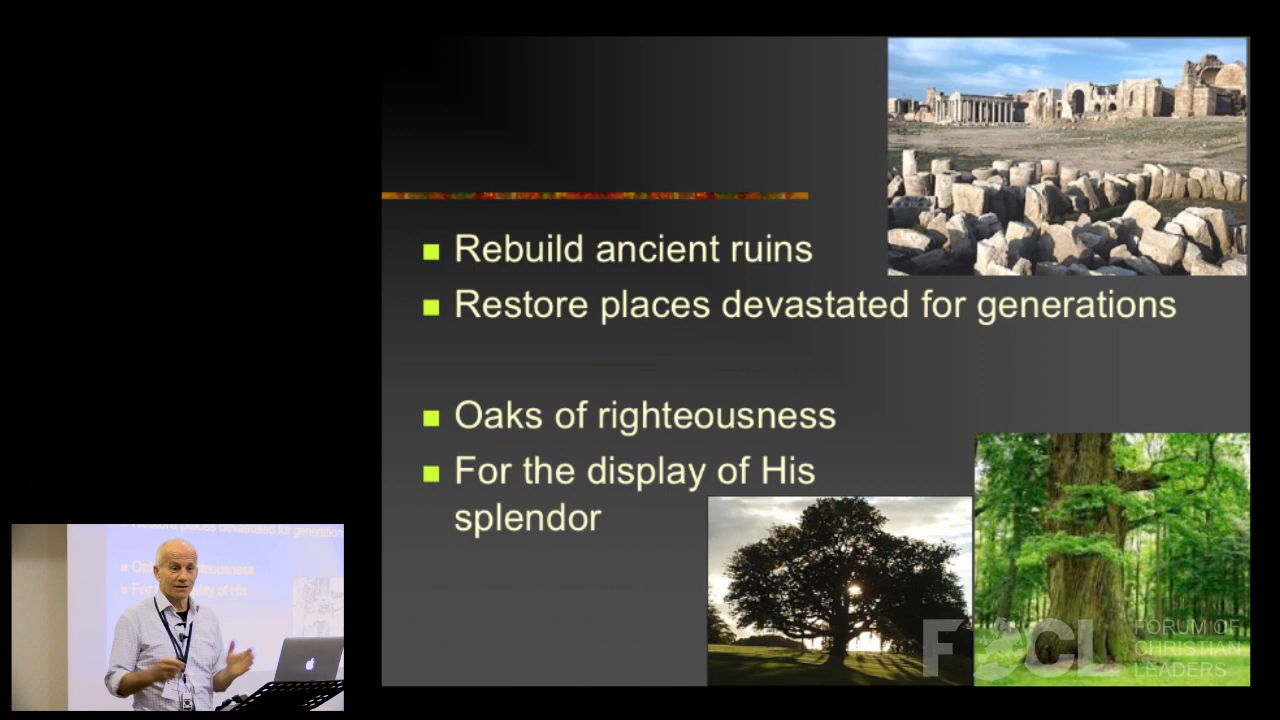 Rebuild ancient ruins
Restore places devastated for generations
Oaks of righteousness
For the display of His
splendor
FOCL
FORUM OF
CHRISTIAN
LEADERS